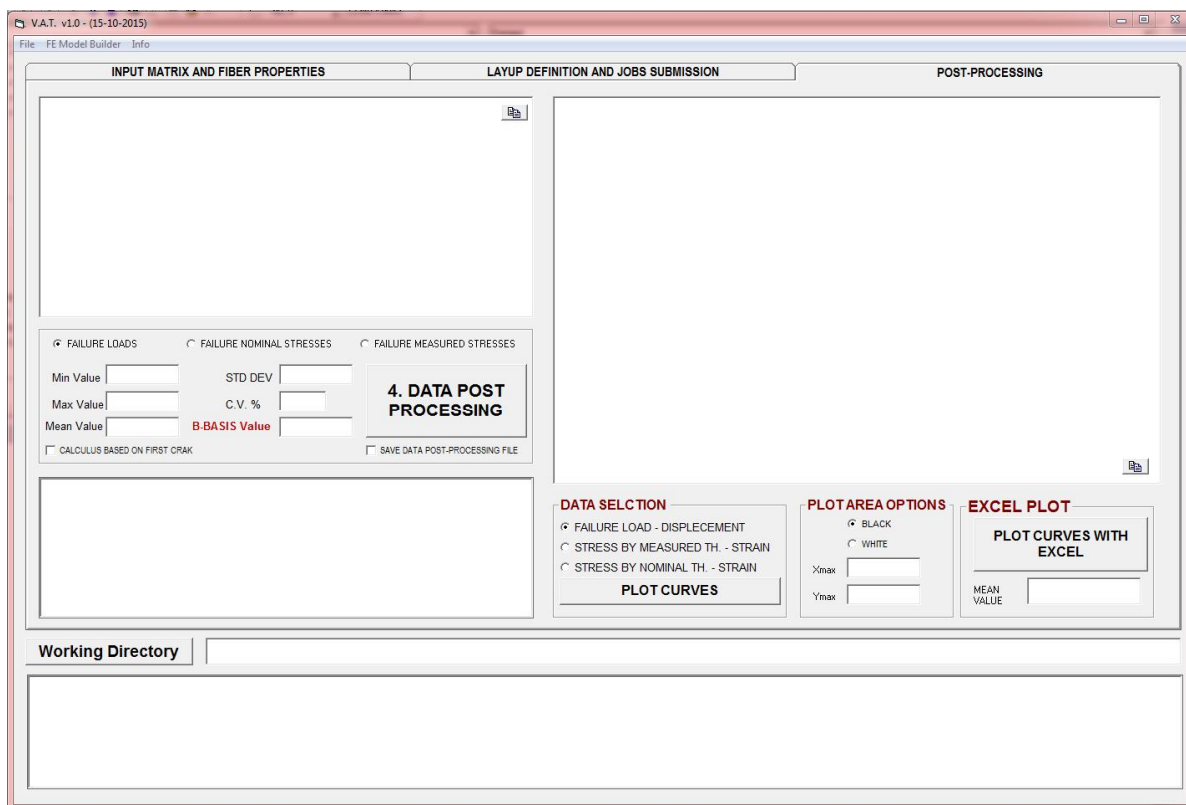 V.A.T. v1.0 - (15-10-2015)
File FE Model Builder Info
INPUT MATRIX AND FIBER PROPERTIES
LAYUP DEFINITION AND JOBS SUBMISSION
POST-PROCESSING
FAILURE LOADS
FAILURE NOMINAL STRESSES
FAILURE MEASURED STRESSES
Min Value
STD DEV
Max Value
C.V. %
Mean Value
B-BASIS Value
4. DATA POST
PROCESSING
CALCULUS BASED ON FIRST CRAK
SAVE DATA POST-PROCESSING FILE
DATA SELCTION
FAILURE LOAD - DISPLECEMENT
STRESS BY MEASURED TH. - STRAIN
STRESS BY NOMINAL TH. - STRAIN
PLOT CURVES
PLOT AREA OPTIONS
BLACK
WHITE
Xmax
Ymax
EXCEL PLOT
PLOT CURVES WITH
EXCEL
MEAN
VALUE
Working Directory